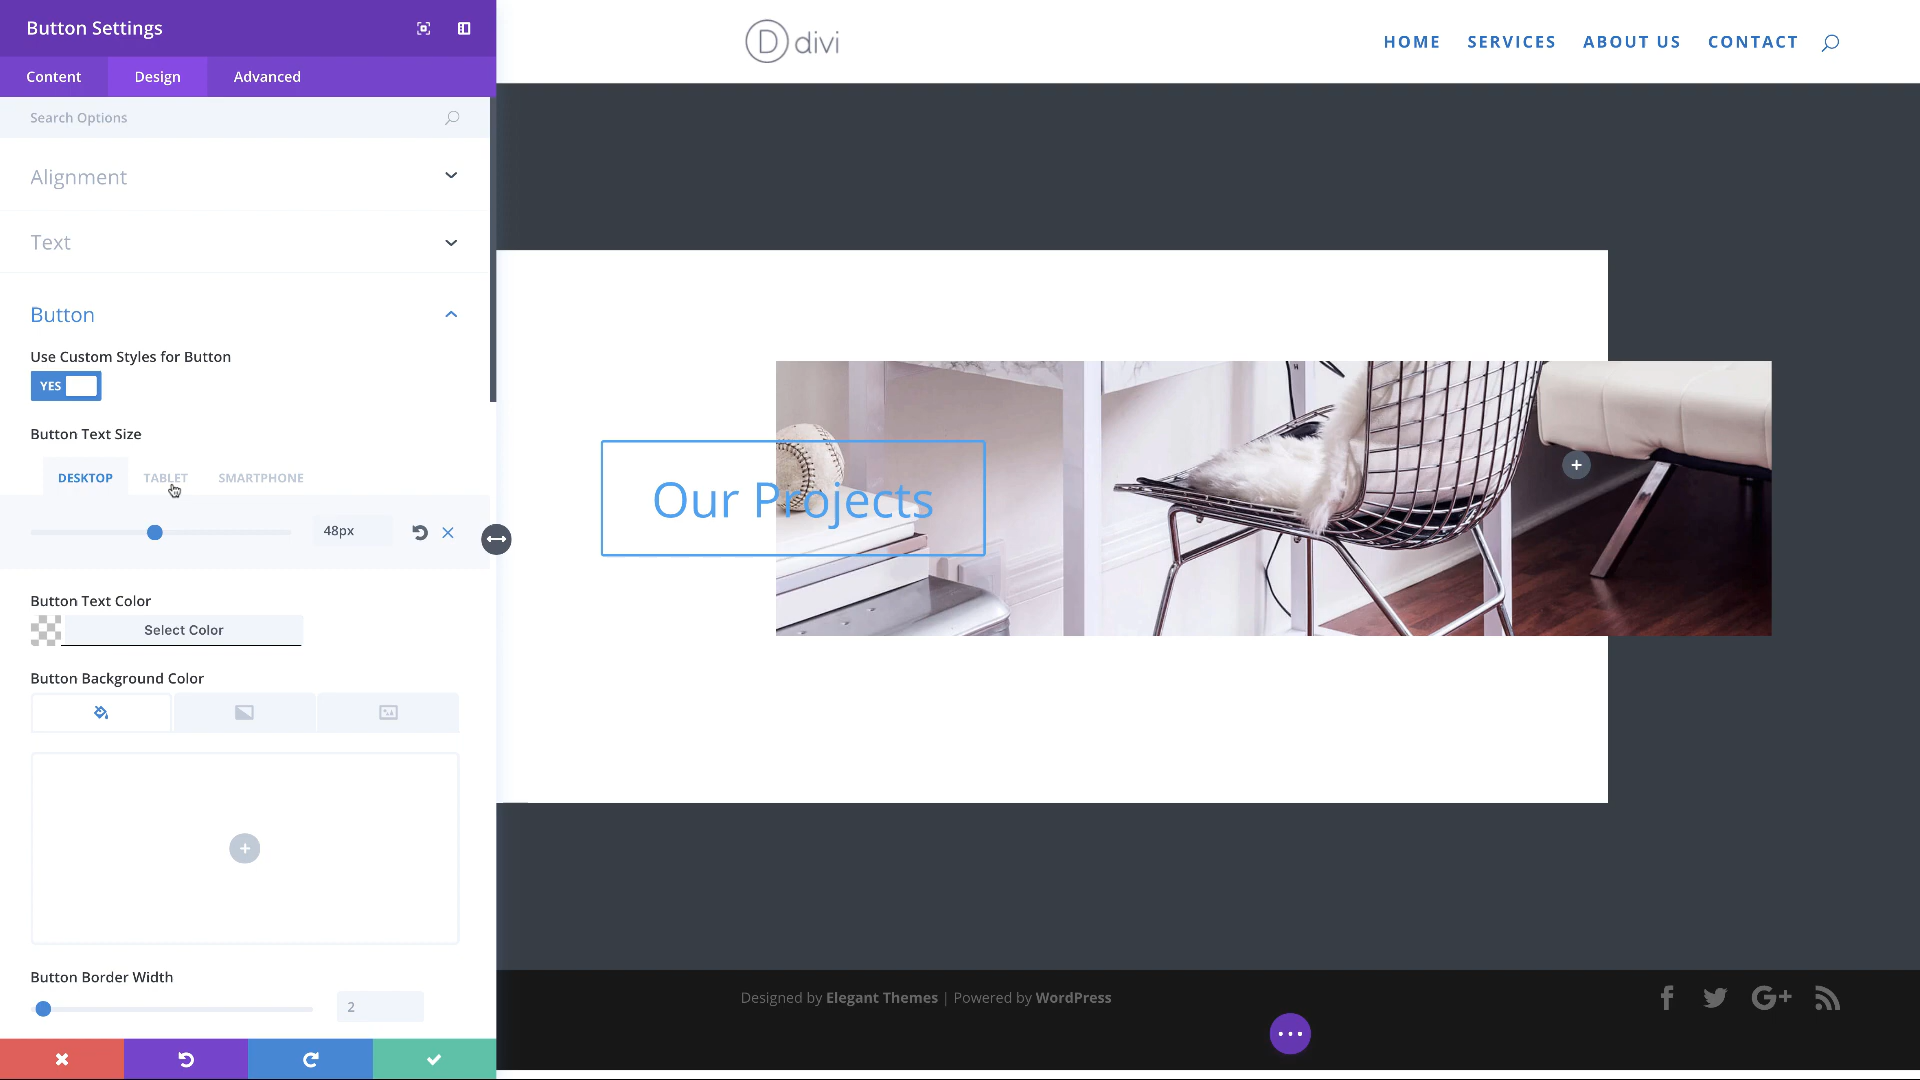 Button Settings
Content Design Advanced
Search Options
Alignment
Text
Button
Use Custom Styles for Button
YES
Button Text Size
DESKTOP TABLET SMARTPHONE
48px
Button Text Color
Select Color
Button Background Color
Button Border Width
2
D divi
HOME SERVICES ABOUT US CONTACT
Our Projects
Designed by Elegant Themes | Powered by WordPress